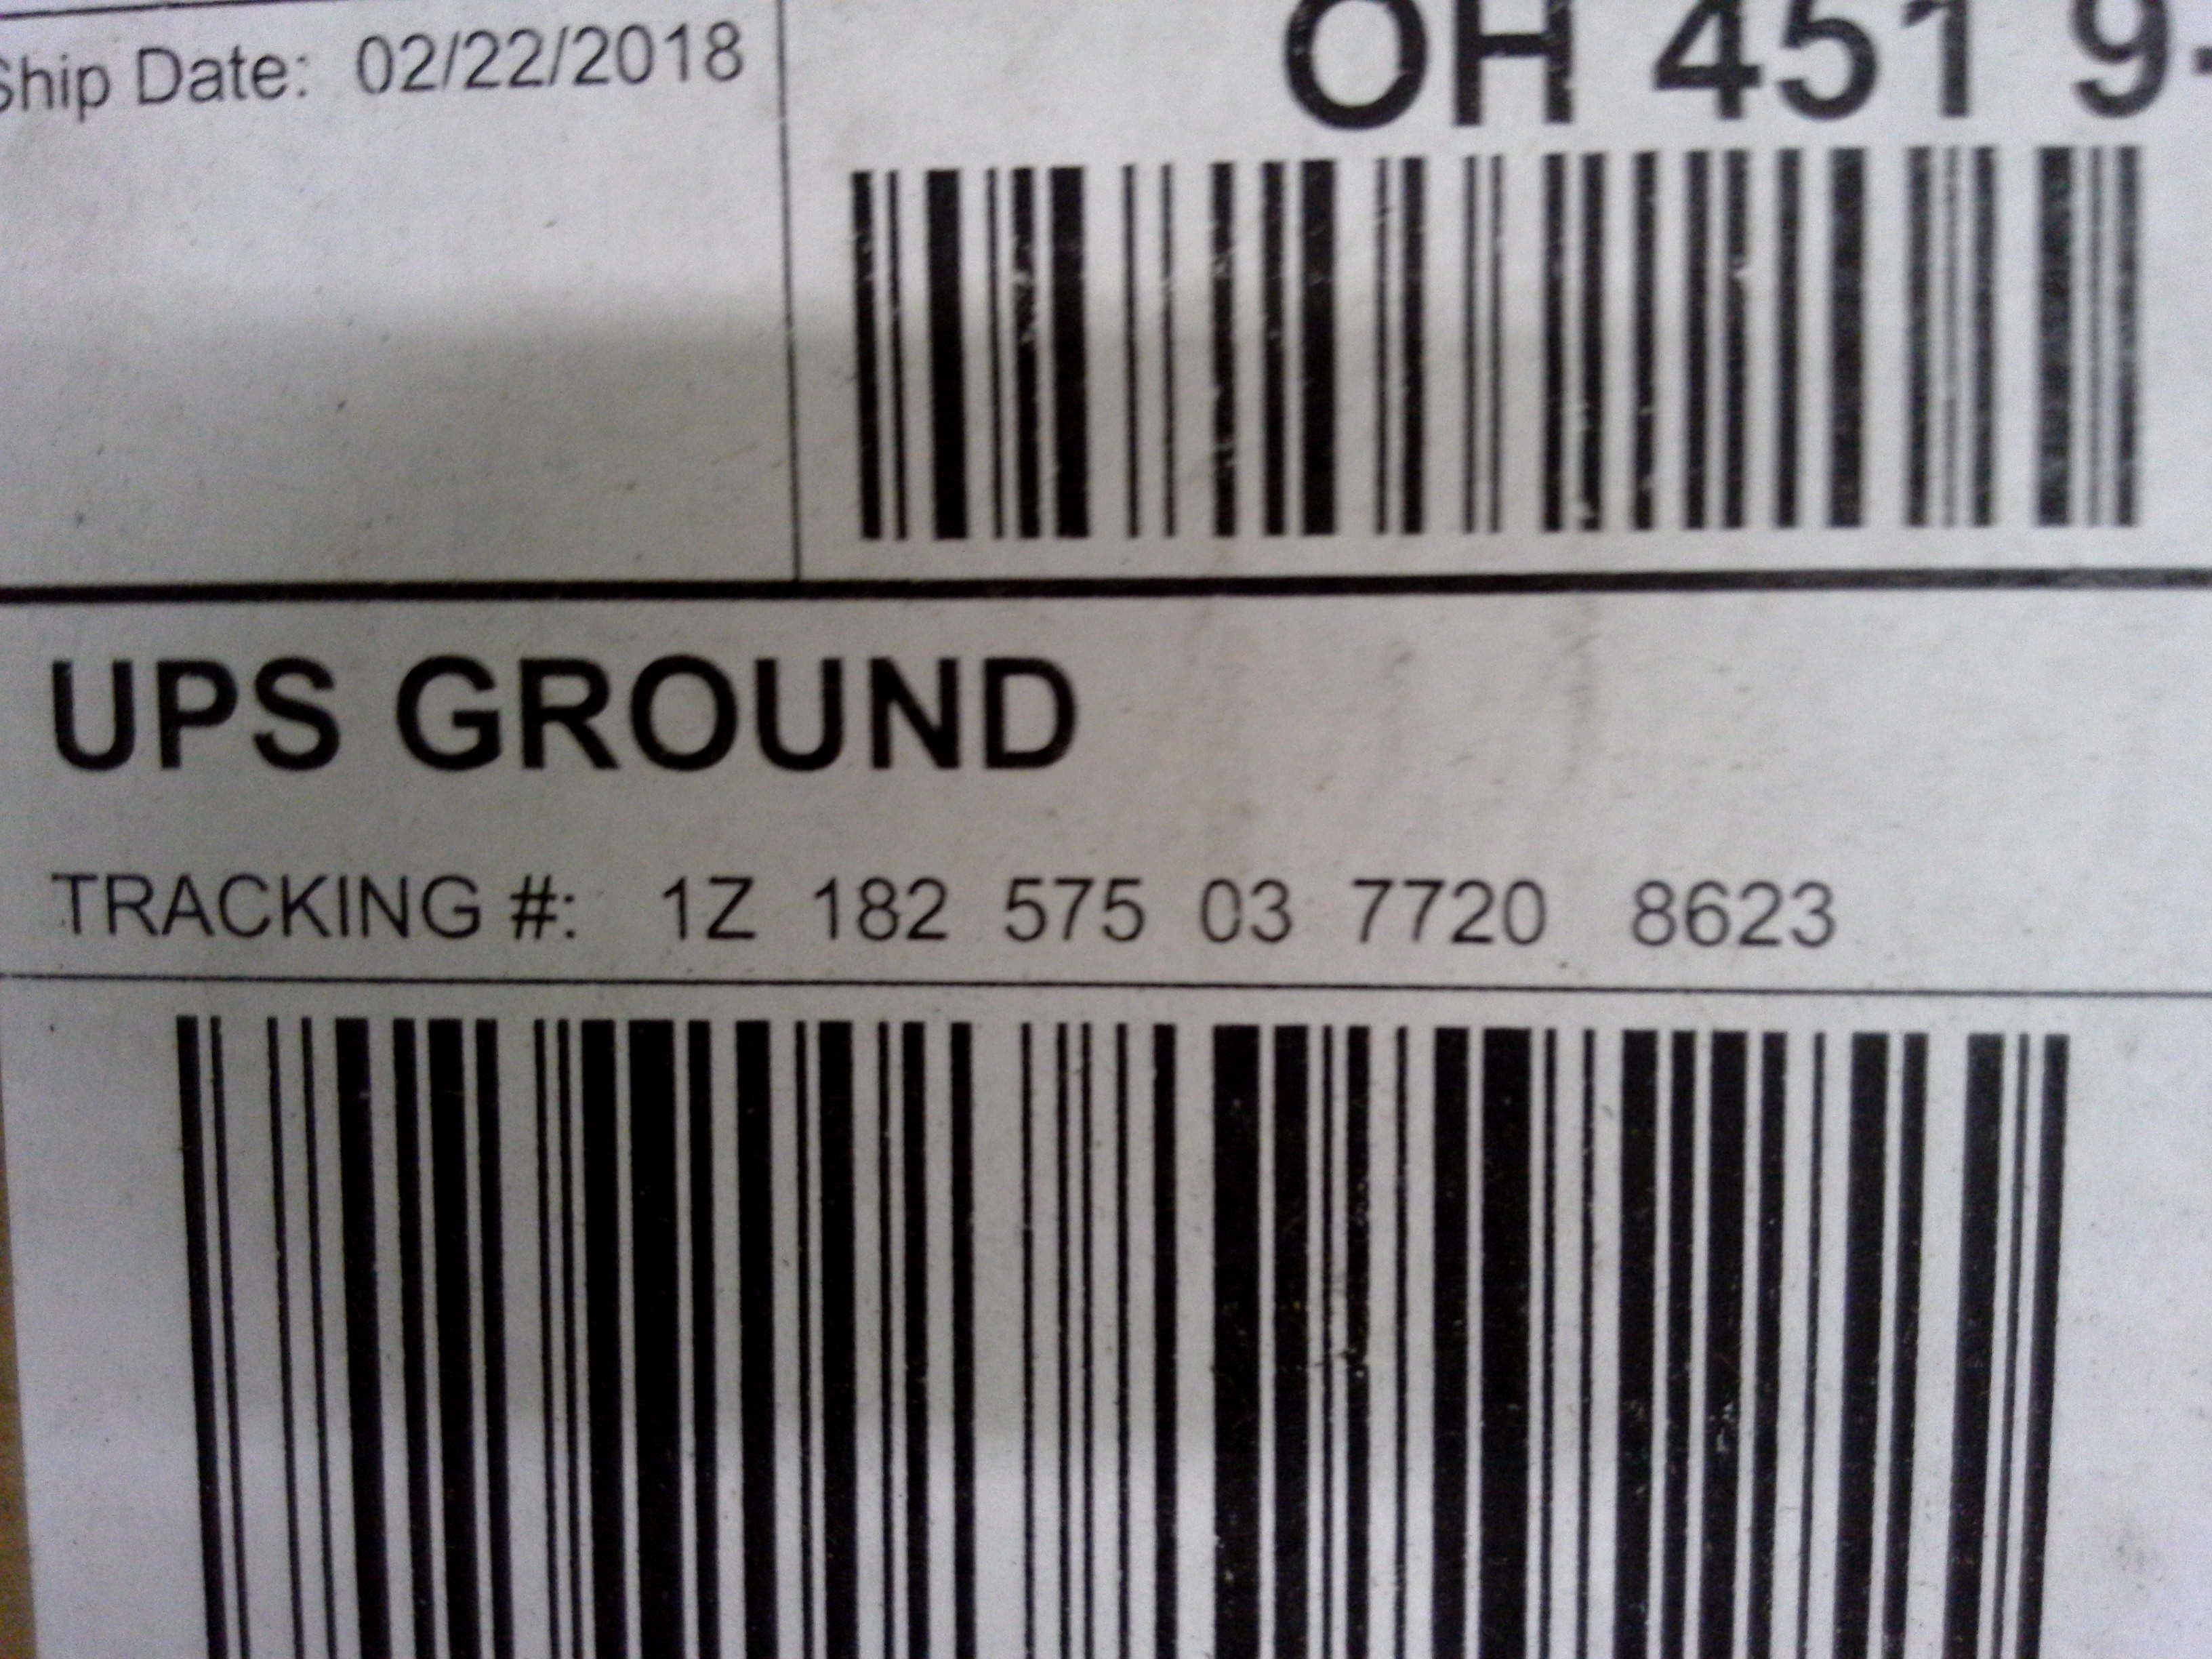 Ship Date: 02/22/2018
OH 451 9-
UPS GROUND
TRACKING #: 1Z 182 575 03 7720 8623